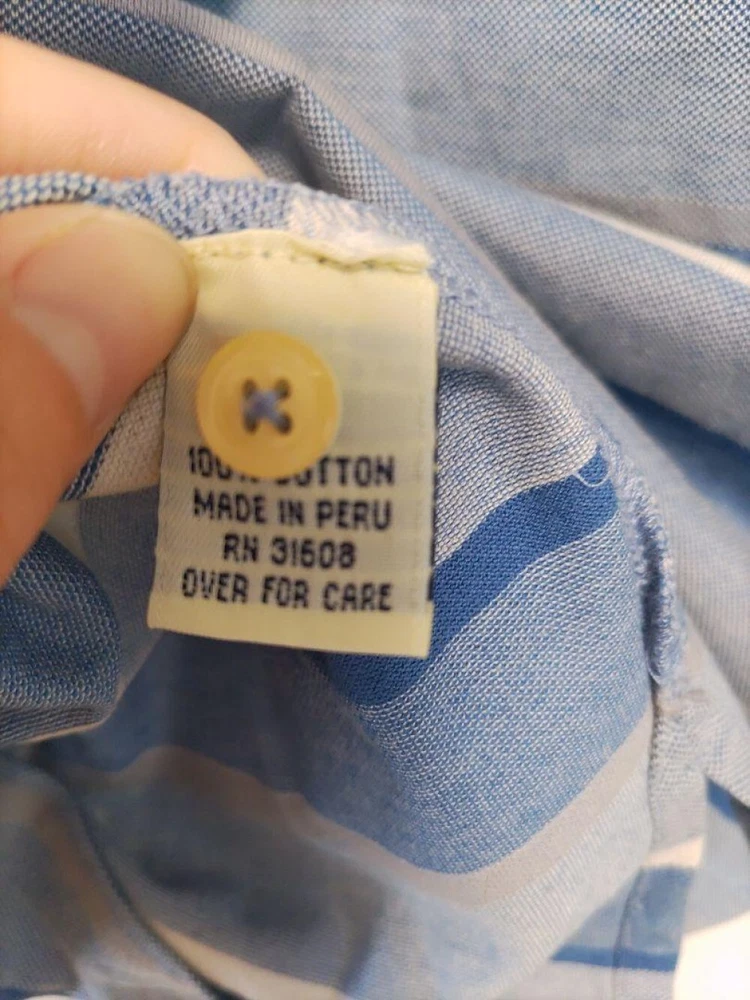 100% COTTON
MADE IN PERU
RN 31608
OVER FOR CARE